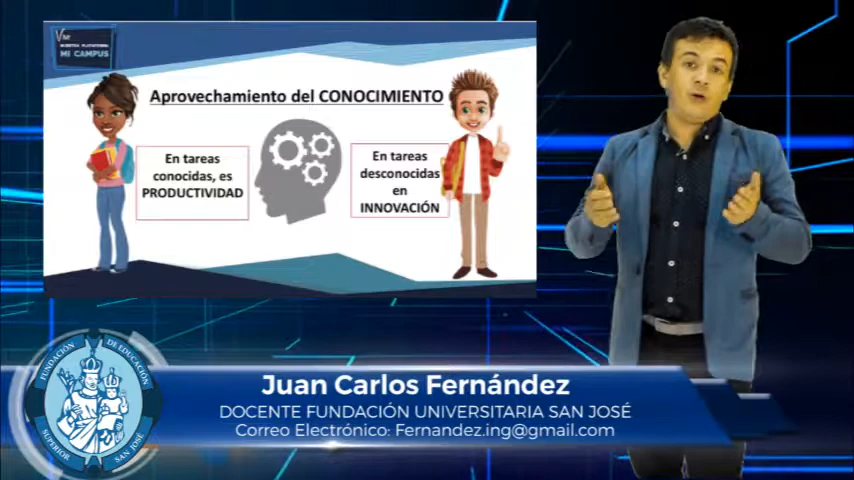 MI CAMPUS
Aprovechamiento del CONOCIMIENTO
En tareas
conocidas, es
PRODUCTIVIDAD
En tareas
desconocidas
en
INNOVACIÓN
Juan Carlos Fernández
DOCENTE FUNDACIÓN UNIVERSITARIA SAN JOSÉ
Correo Electrónico: Fernandez.ing@gmail.com
FUNDACIÓN DE EDUCACIÓN
SUPERIOR SAN JOSÉ